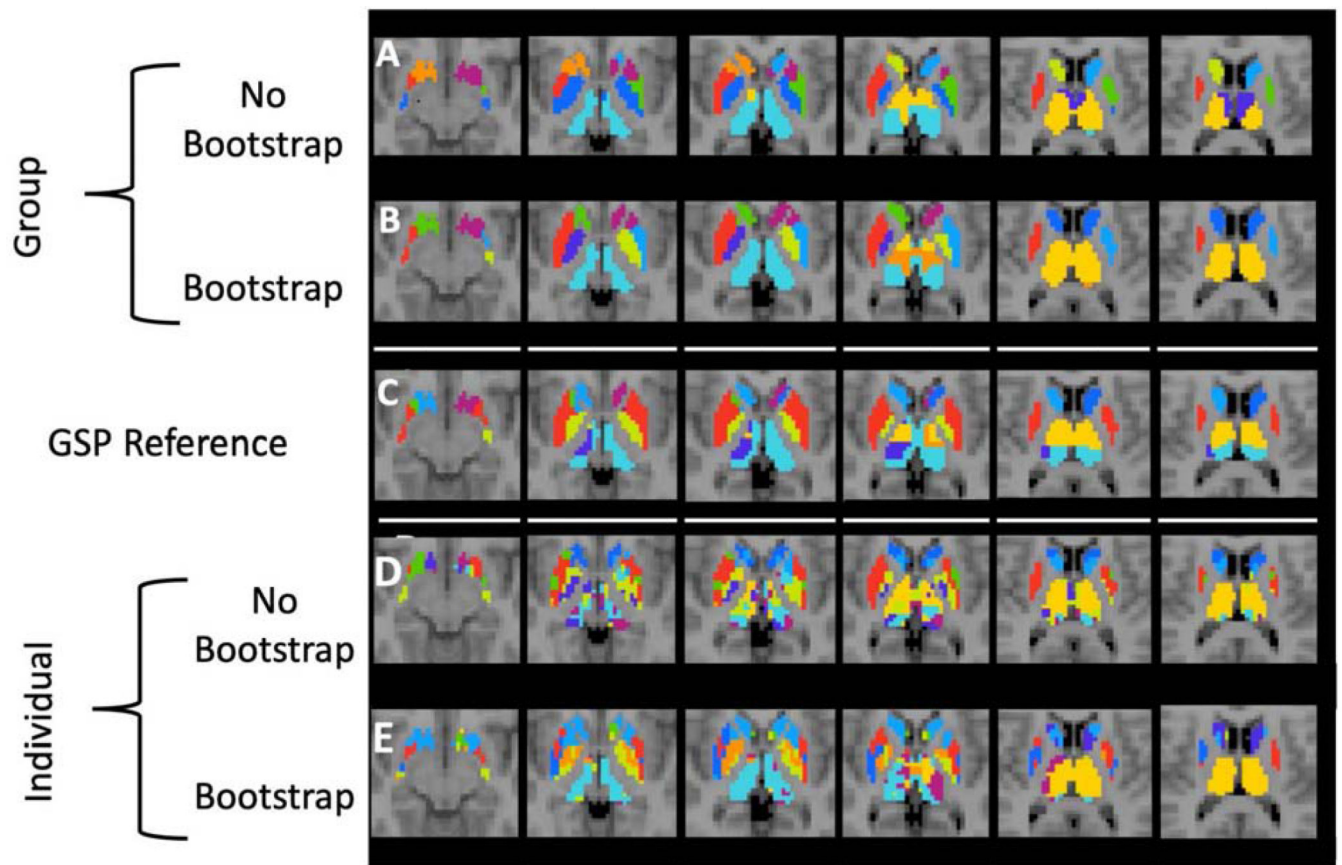 A
No
Bootstrap
Group
B
Bootstrap
C
GSP Reference
D
No
Bootstrap
Individual
E
Bootstrap